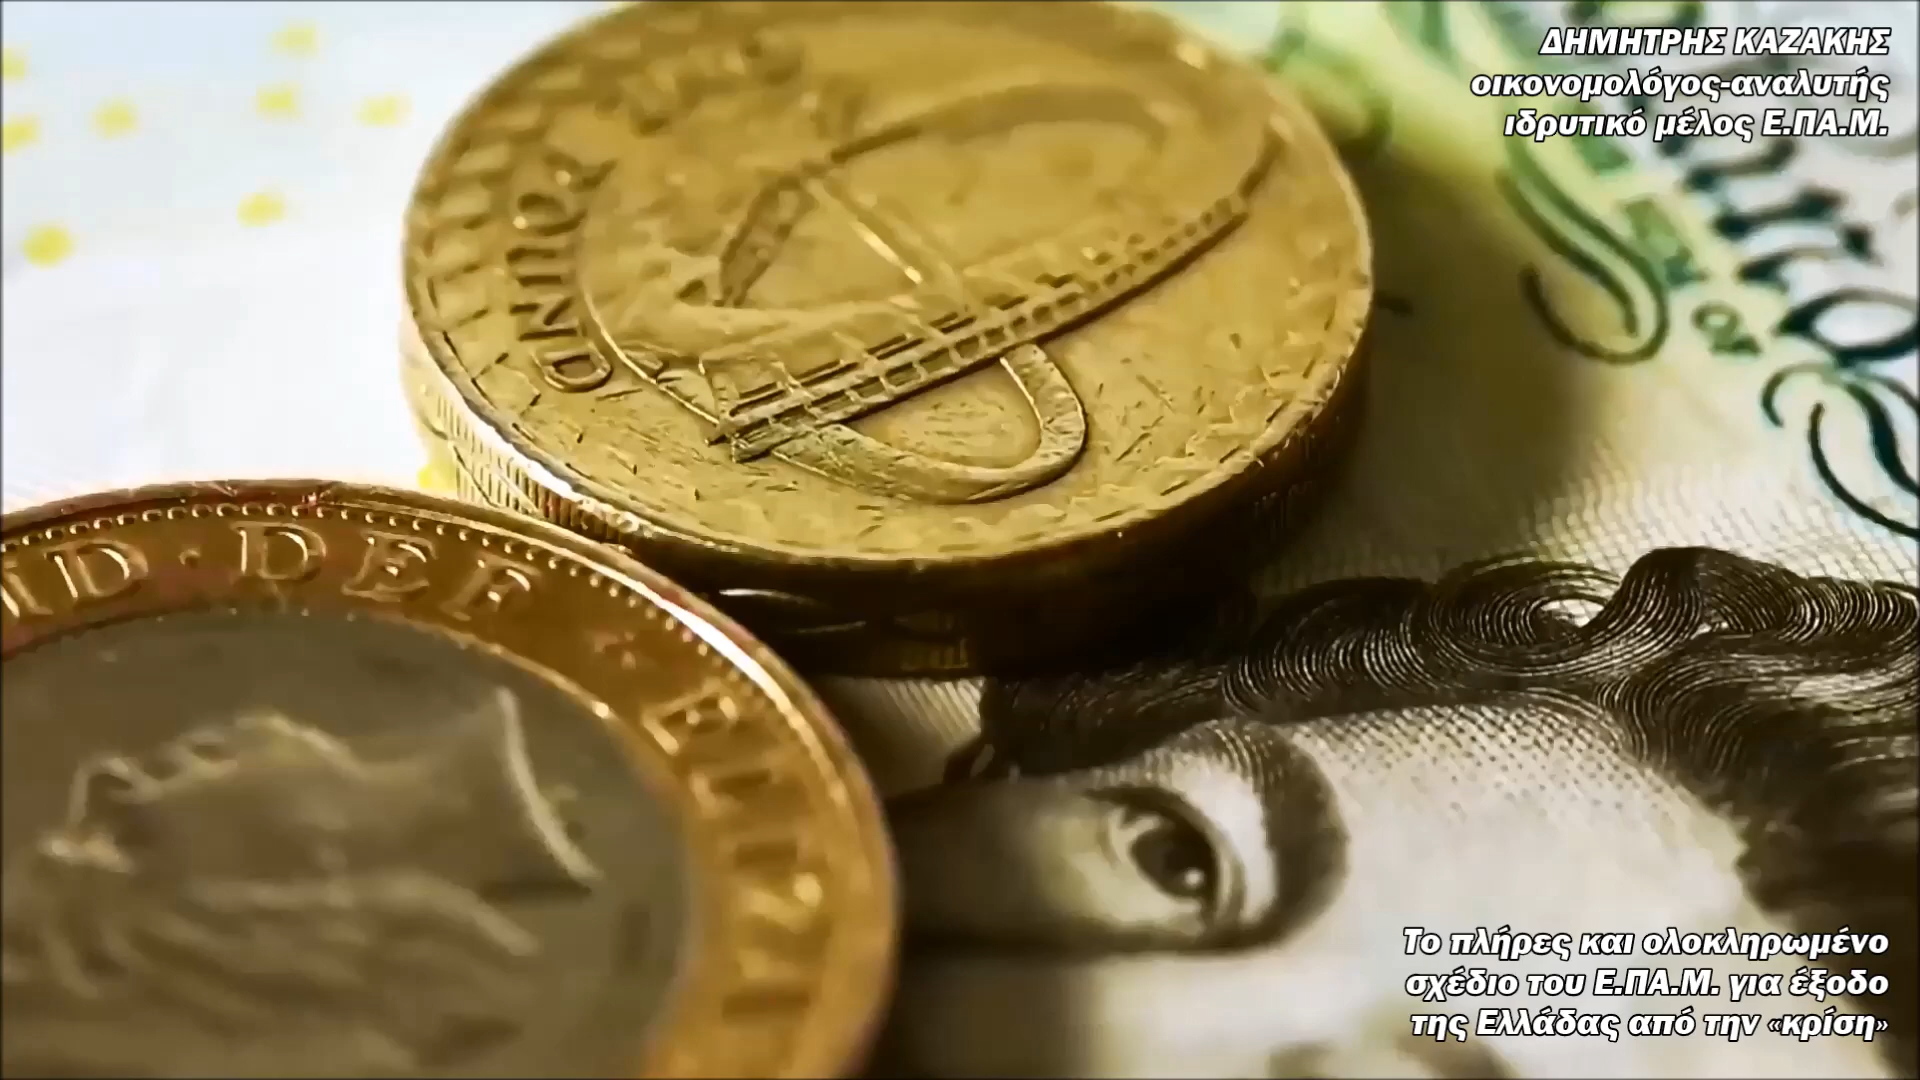 ΔΗΜΗΤΡΗΣ ΚΑΖΑΚΗΣ
οικονομολόγος-αναλυτής
ιδρυτικό μέλος Ε.ΠΑ.Μ.
POUND
OF
D · DEF
Το πλήρες και ολοκληρωμένο
σχέδιο του Ε.ΠΑ.Μ. για έξοδο
της Ελλάδας από την «κρίση»